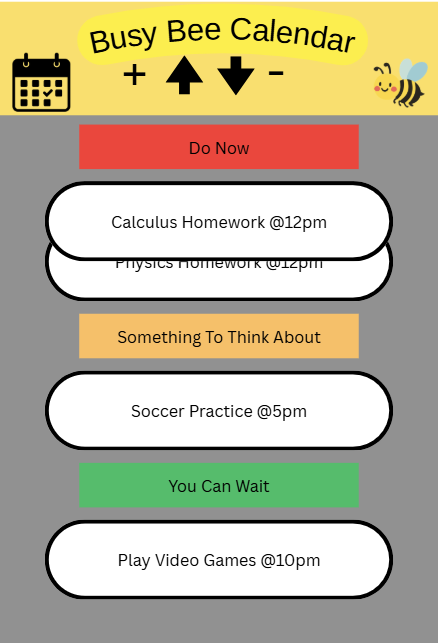 Busy Bee Calendar
+ -
Do Now
Calculus Homework @12pm
Physics Homework @12pm
Something To Think About
Soccer Practice @5pm
You Can Wait
Play Video Games @10pm